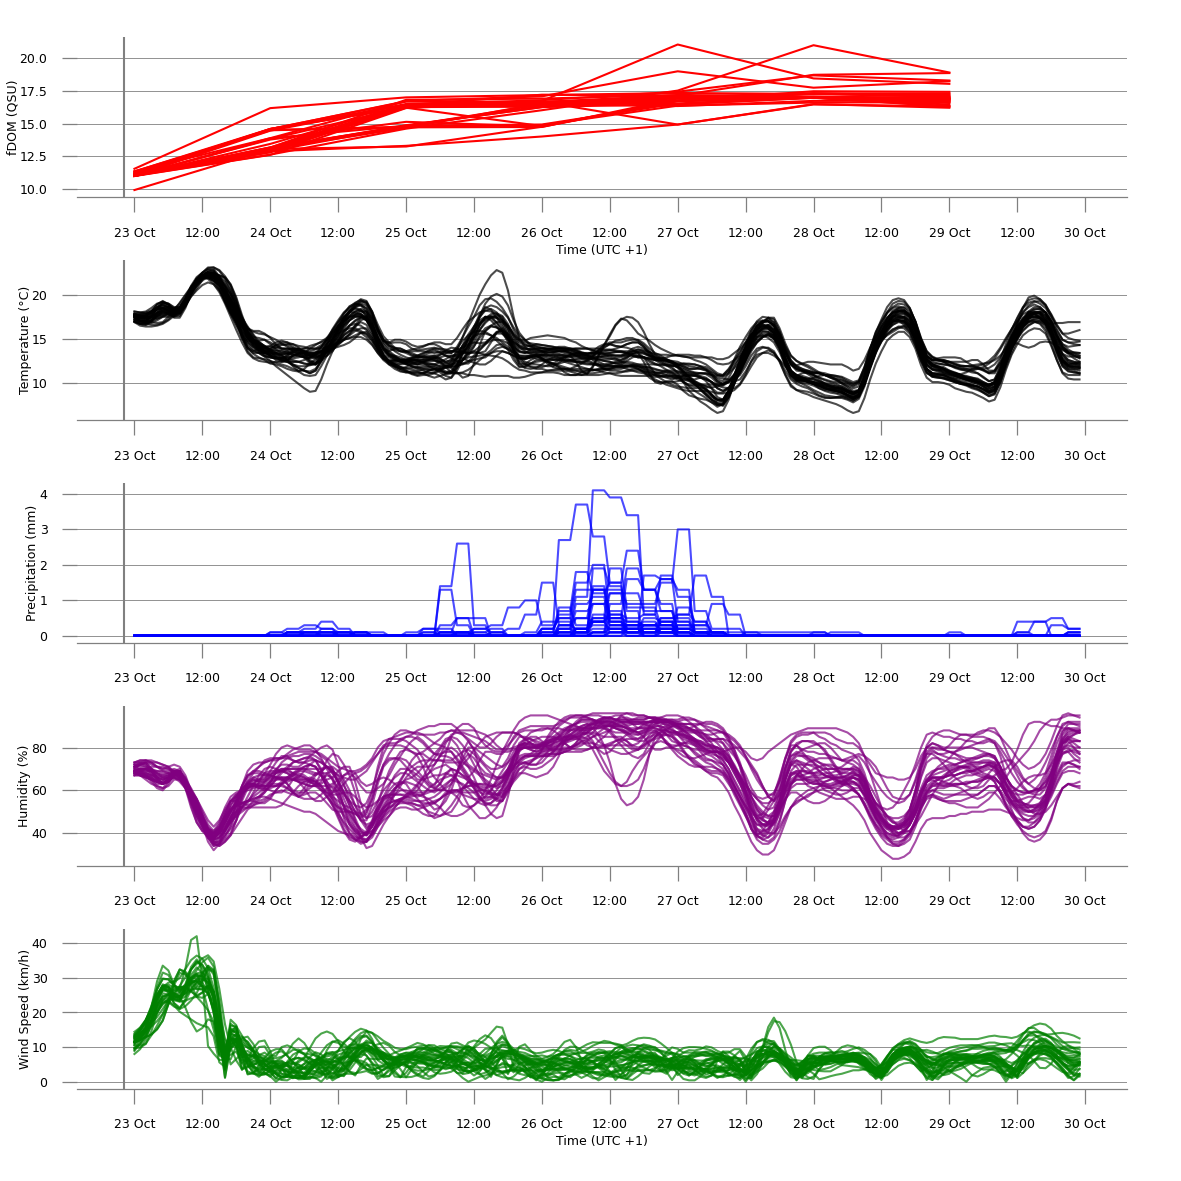 20.0
17.5
15.0
12.5
10.0
fDOM (QSU)
23 Oct 12:00 24 Oct 12:00 25 Oct 12:00 26 Oct 12:00 27 Oct 12:00 28 Oct 12:00 29 Oct 12:00 30 Oct
Time (UTC +1)
20
15
10
Temperature (°C)
23 Oct 12:00 24 Oct 12:00 25 Oct 12:00 26 Oct 12:00 27 Oct 12:00 28 Oct 12:00 29 Oct 12:00 30 Oct
4
3
2
1
0
Precipitation (mm)
23 Oct 12:00 24 Oct 12:00 25 Oct 12:00 26 Oct 12:00 27 Oct 12:00 28 Oct 12:00 29 Oct 12:00 30 Oct
80
60
40
Humidity (%)
23 Oct 12:00 24 Oct 12:00 25 Oct 12:00 26 Oct 12:00 27 Oct 12:00 28 Oct 12:00 29 Oct 12:00 30 Oct
40
30
20
10
0
Wind Speed (km/h)
23 Oct 12:00 24 Oct 12:00 25 Oct 12:00 26 Oct 12:00 27 Oct 12:00 28 Oct 12:00 29 Oct 12:00 30 Oct
Time (UTC +1)